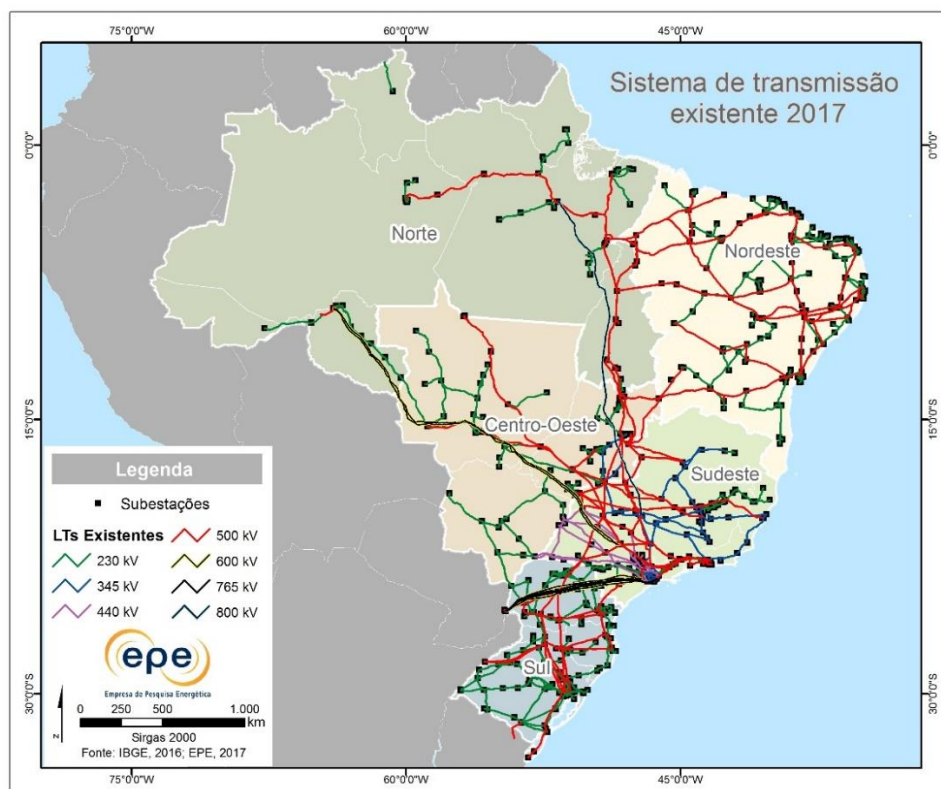 75°0'0"W
60°0'0"W
45°0'0"W
Sistema de transmissão
existente 2017
0°0'0"
0°0'0"
Norte
Nordeste
15°0'0"S
15°0'0"S
Centro-Oeste
Sudeste
Legenda
Subestações
LTs Existentes
500 kV
230 kV
600 kV
345 kV
765 kV
440 kV
800 kV
epe
Empresa de Pesquisa Energética
Sul
30°0'0"S
30°0'0"S
0
250
500
1.000
km
N
Sirgas 2000
Fonte: IBGE, 2016; EPE, 2017
75°0'0"W
60°0'0"W
45°0'0"W